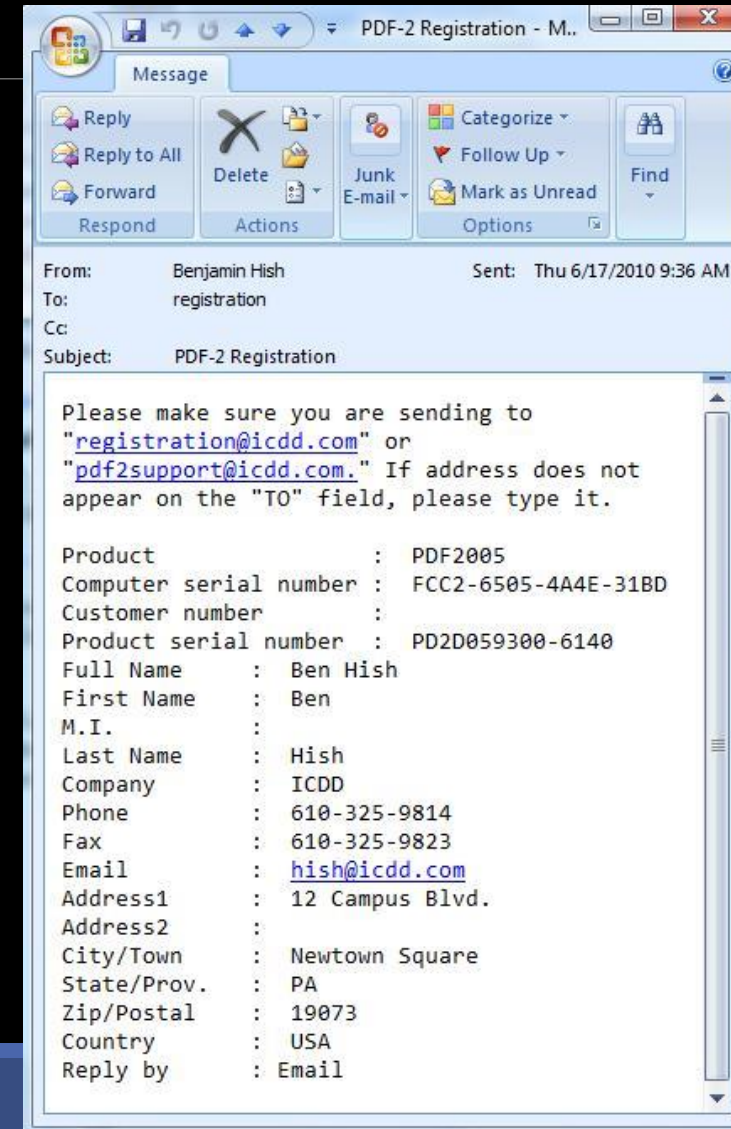 PDF-2 Registration - M..
Message
Reply
Reply to All
Forward
Respond
Delete
Actions
Junk
E-mail
Categorize
Follow Up
Mark as Unread
Options
Find
From: Benjamin Hish Sent: Thu 6/17/2010 9:36 AM
To: registration
Cc:
Subject: PDF-2 Registration
Please make sure you are sending to
"registration@icdd.com" or
"pdf2support@icdd.com." If address does not
appear on the "TO" field, please type it.
Product : PDF2005
Computer serial number : FCC2-6505-4A4E-31BD
Customer number :
Product serial number : PD2D059300-6140
Full Name : Ben Hish
First Name : Ben
M.I. :
Last Name : Hish
Company : ICDD
Phone : 610-325-9814
Fax : 610-325-9823
Email : hish@icdd.com
Address1 : 12 Campus Blvd.
Address2 :
City/Town : Newtown Square
State/Prov. : PA
Zip/Postal : 19073
Country : USA
Reply by : Email